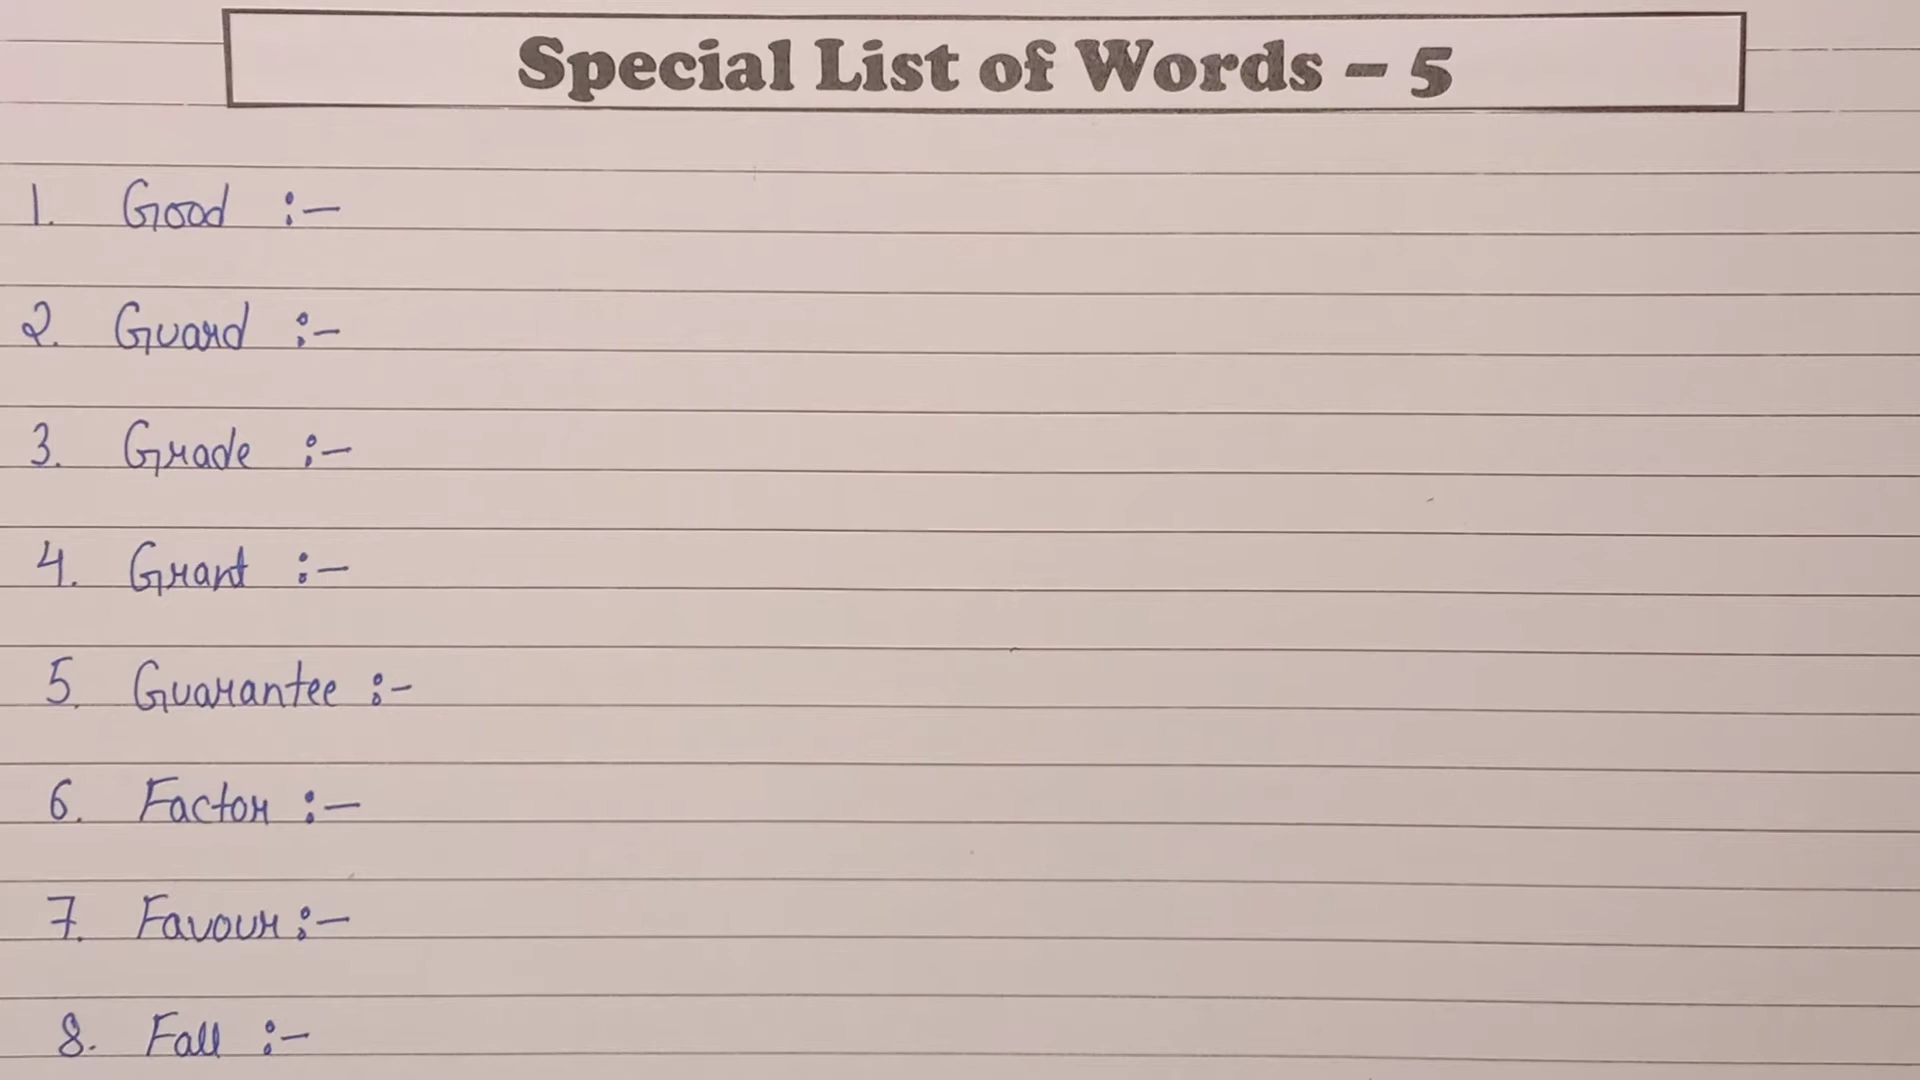 Special List of Words – 5
1. Good :-
2. Guard :-
3. Grade :-
4. Grant :-
5. Guarantee :-
6. Factor :-
7. Favour :-
8. Fall :-